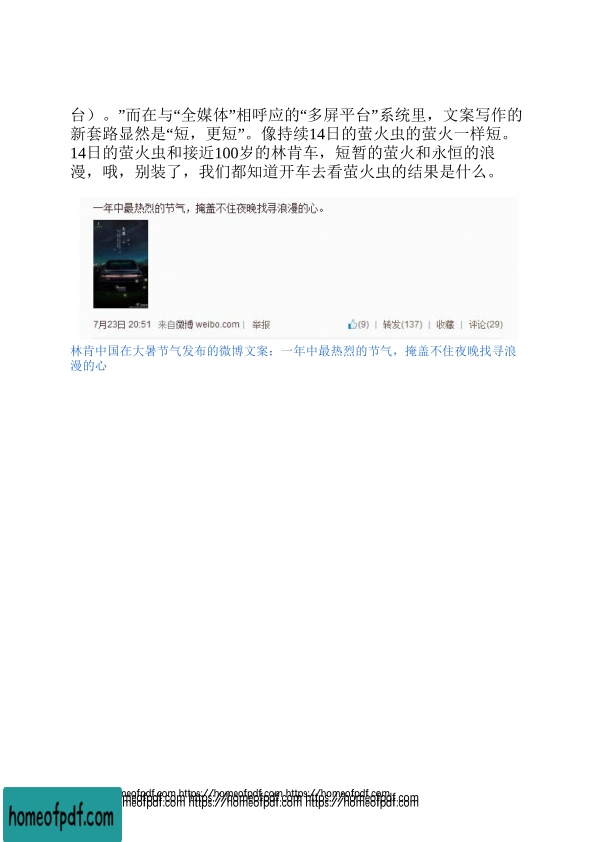 台）。”而在与“全媒体”相呼应的“多屏平台”系统里，文案写作的
新套路显然是“短，更短”。像持续14日的萤火虫的萤火一样短。
14日的萤火虫和接近100岁的林肯车，短暂的萤火和永恒的浪
漫，哦，别装了，我们都知道开车去看萤火虫的结果是什么。
一年中最热烈的节气，掩盖不住夜晚找寻浪漫的心。
7月23日 20:51 来自微博 weibo.com | 举报 (9) | 转发(137) | 收藏 | 评论(29)
林肯中国在大暑节气发布的微博文案：一年中最热烈的节气，掩盖不住夜晚找寻浪
漫的心
omeofpdf.com https://homeofpdf.com https://homeofpdf.com
omeofpdf.com https://homeofpdf.com https://homeofpdf.com
homeofpdf.com